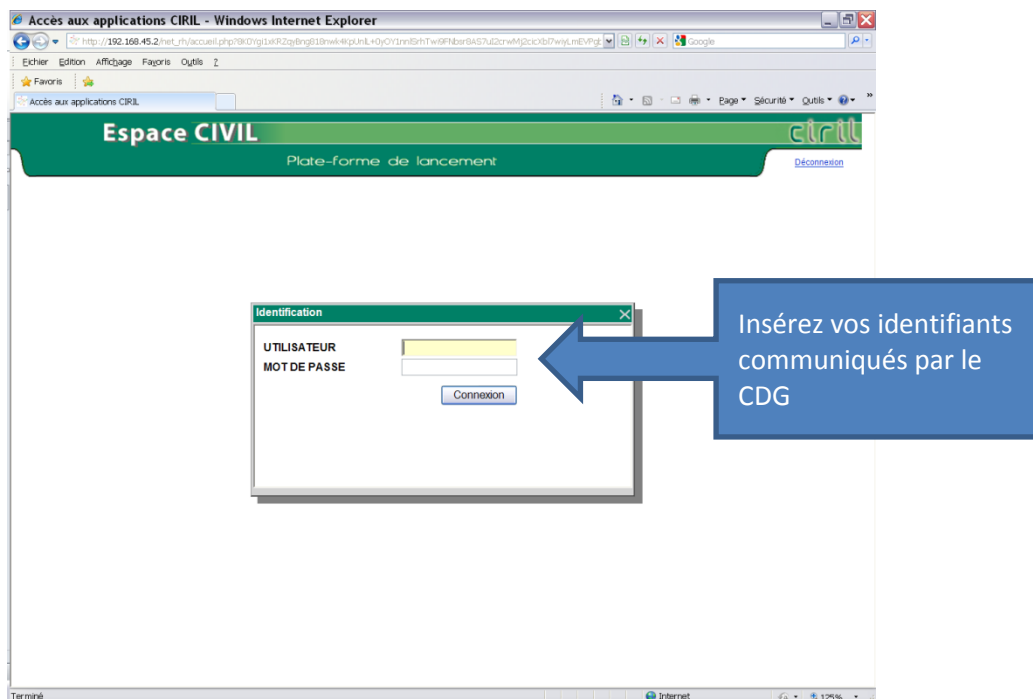 Accès aux applications CIRIL - Windows Internet Explorer
Google
Fichier Edition Affichage Favoris Outils ?
Favoris
Accès aux applications CIRIL
Page Sécurité Outils
Espace CIVIL
ciril
Plate-forme de lancement
Déconnexion
Identification
UTILISATEUR
MOT DE PASSE
Connexion
Insérez vos identifiants
communiqués par le
CDG
Terminé
Internet
125%